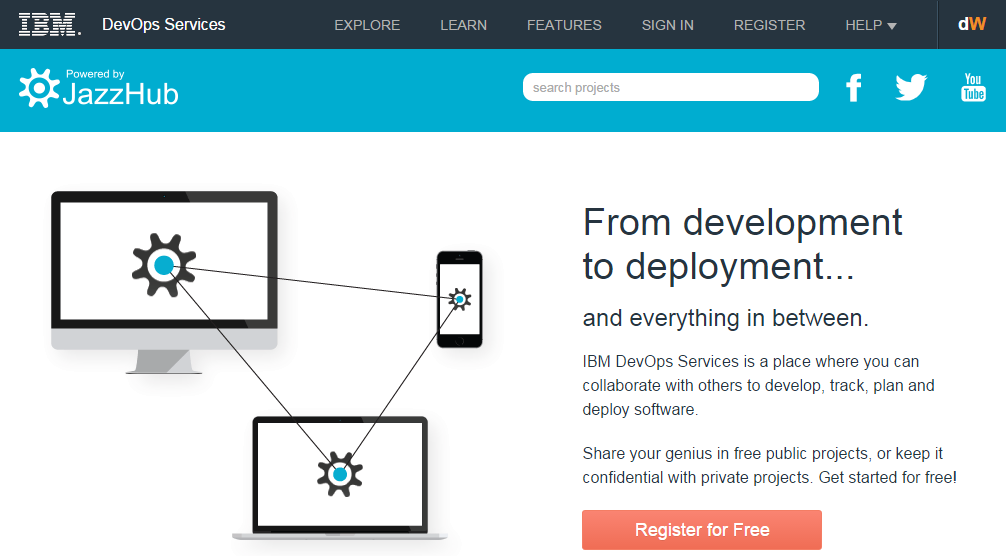 IBM. DevOps Services EXPLORE LEARN FEATURES SIGN IN REGISTER HELP dW
Powered by
JazzHub
search projects
f
You
Tube
From development
to deployment...
and everything in between.
IBM DevOps Services is a place where you can
collaborate with others to develop, track, plan and
deploy software.
Share your genius in free public projects, or keep it
confidential with private projects. Get started for free!
Register for Free